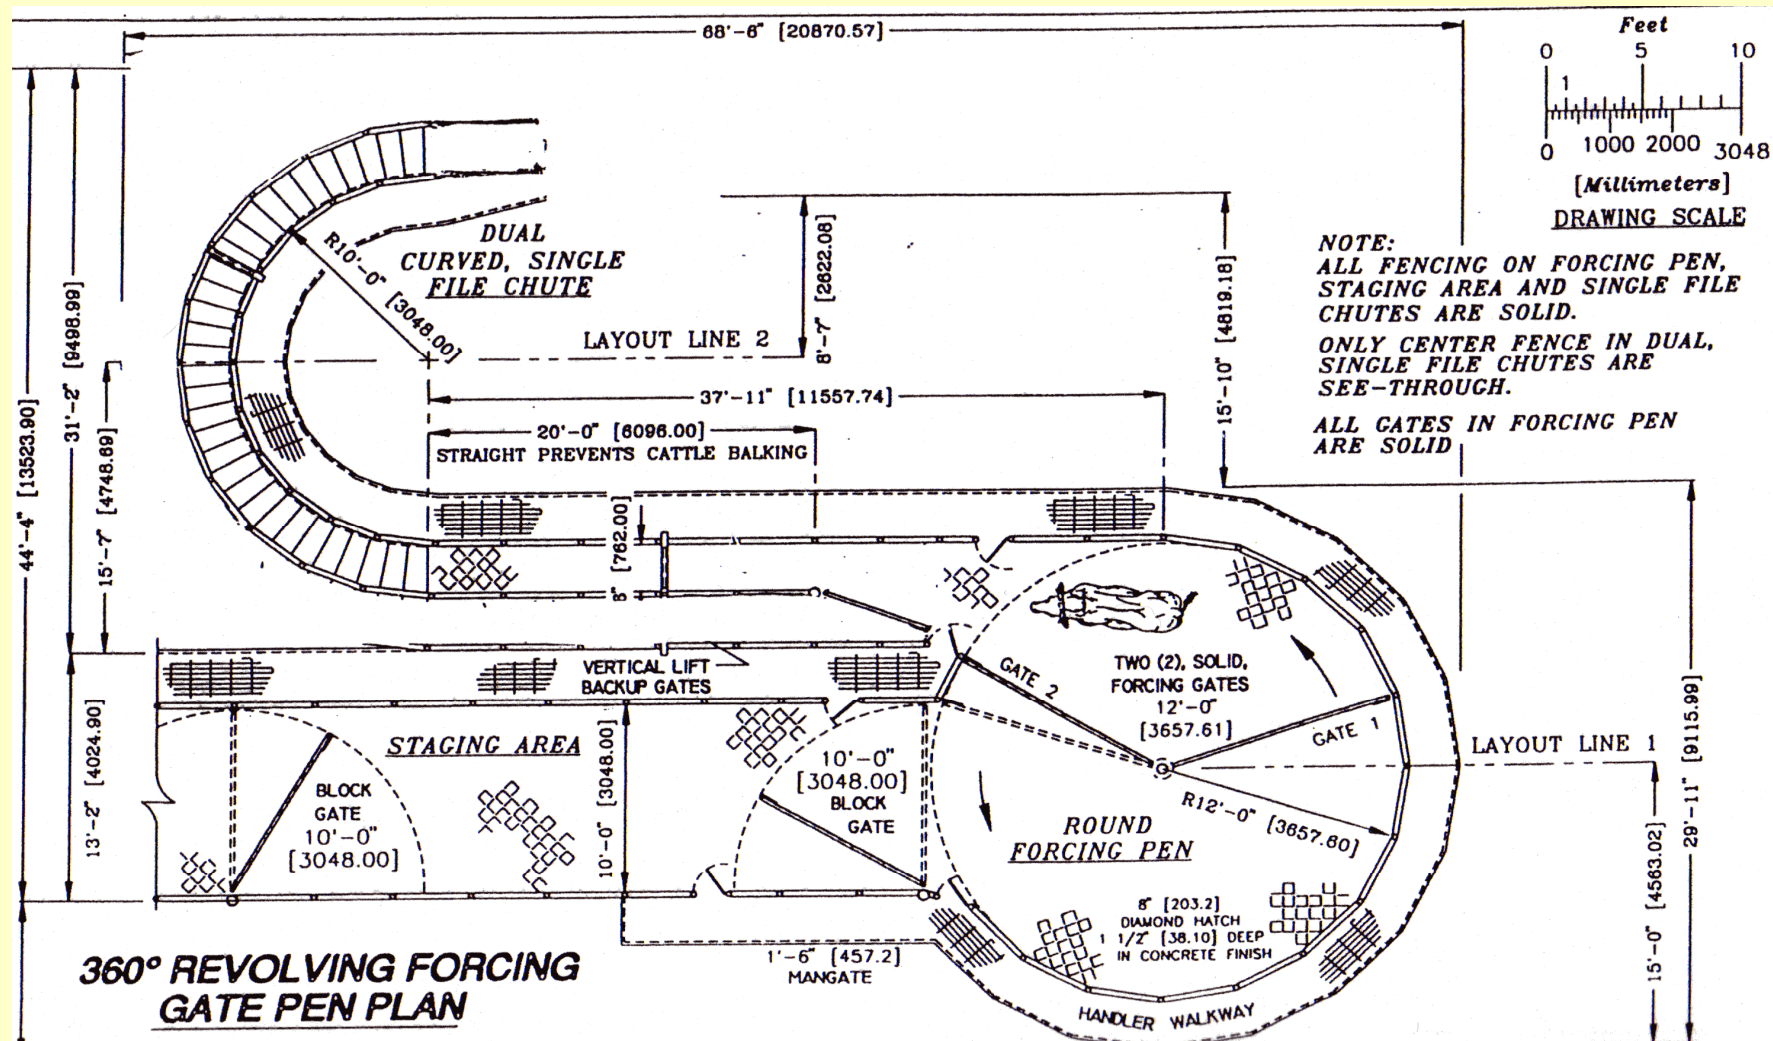 68'-6" [20870.57]
Feet
0 5 10
1
0 1000 2000 3048
[Millimeters]
DRAWING SCALE
NOTE:
ALL FENCING ON FORCING PEN,
STAGING AREA AND SINGLE FILE
CHUTES ARE SOLID.
ONLY CENTER FENCE IN DUAL,
SINGLE FILE CHUTES ARE
SEE-THROUGH.
ALL GATES IN FORCING PEN
ARE SOLID
DUAL
CURVED, SINGLE
FILE CHUTE
R10'-0" [3048.00]
LAYOUT LINE 2
8'-7" [2622.08]
15'-10" [4819.18]
44'-4" [13523.90]
31'-2" [9498.99]
15'-7" [4748.69]
37'-11" [11557.74]
20'-0" [6096.00]
STRAIGHT PREVENTS CATTLE BALKING
[762.00]
VERTICAL LIFT
BACKUP GATES
GATE 2
TWO (2), SOLID,
FORCING GATES
12'-0"
[3657.61]
GATE 1
LAYOUT LINE 1
13'-2" [4024.90]
STAGING AREA
10'-0" [3048.00]
BLOCK
GATE
10'-0"
[3048.00]
10'-0"
[3048.00]
BLOCK
GATE
R12'-0" [3657.60]
ROUND
FORCING PEN
29'-11" [9115.99]
15'-0" [4563.02]
8" [203.2]
DIAMOND HATCH
1 1/2" [38.10] DEEP
IN CONCRETE FINISH
1'-6" [457.2]
MANGATE
HANDLER WALKWAY
360° REVOLVING FORCING
GATE PEN PLAN